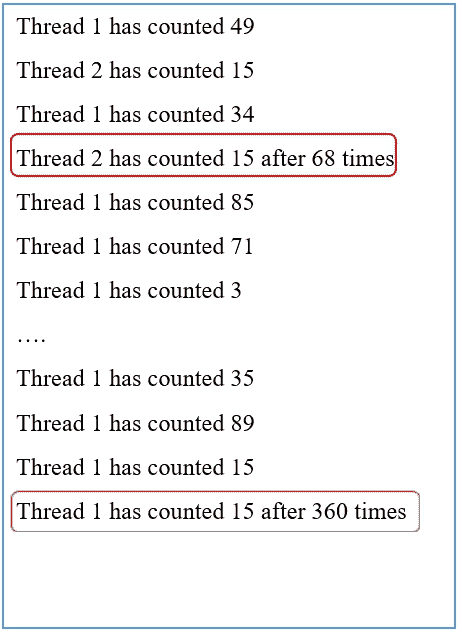 Thread 1 has counted 49
Thread 2 has counted 15
Thread 1 has counted 34
Thread 2 has counted 15 after 68 times
Thread 1 has counted 85
Thread 1 has counted 71
Thread 1 has counted 3
….
Thread 1 has counted 35
Thread 1 has counted 89
Thread 1 has counted 15
Thread 1 has counted 15 after 360 times